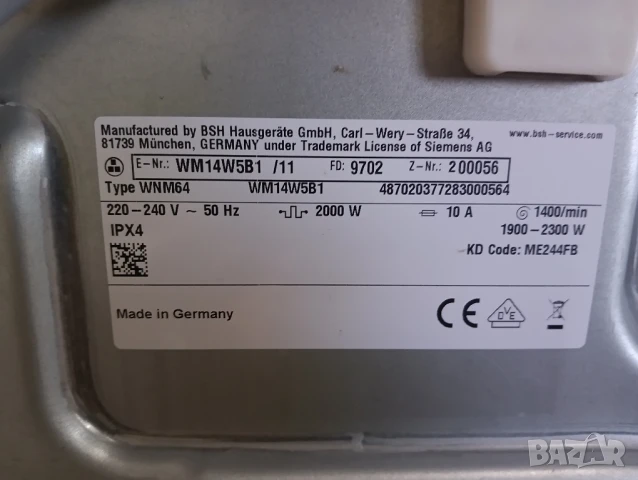 Manufactured by BSH Hausgeräte GmbH, Carl-Wery-Straße 34, www.bsh-service.com
81739 München, GERMANY under Trademark License of Siemens AG
E-Nr.: WM14W5B1 /11 FD: 9702 Z-Nr.: 200056
Type WNM64 WM14W5B1 487020377283000564
220-240 V ~ 50 Hz 2000 W 10 A 1400/min
IPX4 1900-2300 W
KD Code: ME244FB
Made in Germany CE DVE
BAZAR